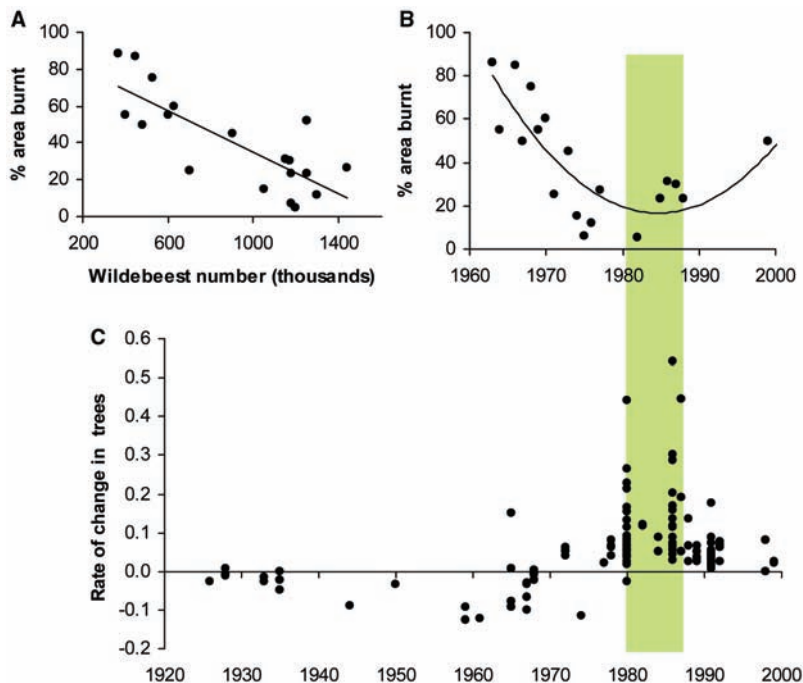 A
% area burnt
100
80
60
40
20
0
200 600 1000 1400
Wildebeest number (thousands)
B
% area burnt
100
80
60
40
20
0
1960 1970 1980 1990 2000
C
Rate of change in trees
0.6
0.5
0.4
0.3
0.2
0.1
0.0
-0.1
-0.2
1920 1930 1940 1950 1960 1970 1980 1990 2000